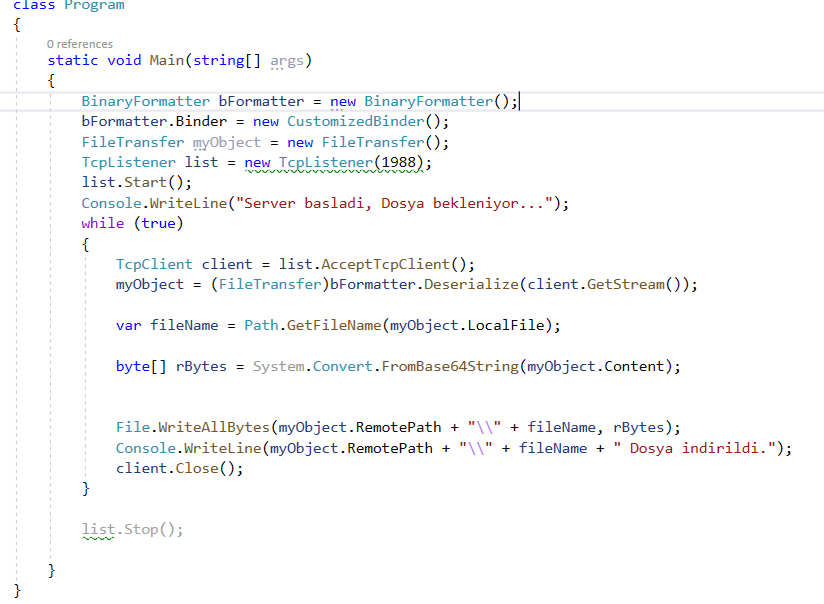 class Program
{
0 references
static void Main(string[] args)
{
BinaryFormatter bFormatter = new BinaryFormatter();
bFormatter.Binder = new CustomizedBinder();
FileTransfer myObject = new FileTransfer();
TcpListener list = new TcpListener(1988);
list.Start();
Console.WriteLine("Server basladi, Dosya bekleniyor...");
while (true)
{
TcpClient client = list.AcceptTcpClient();
myObject = (FileTransfer)bFormatter.Deserialize(client.GetStream());
var fileName = Path.GetFileName(myObject.LocalFile);
byte[] rBytes = System.Convert.FromBase64String(myObject.Content);
File.WriteAllBytes(myObject.RemotePath + "\\" + fileName, rBytes);
Console.WriteLine(myObject.RemotePath + "\\" + fileName + " Dosya indirildi.");
client.Close();
}
list.Stop();
}
}